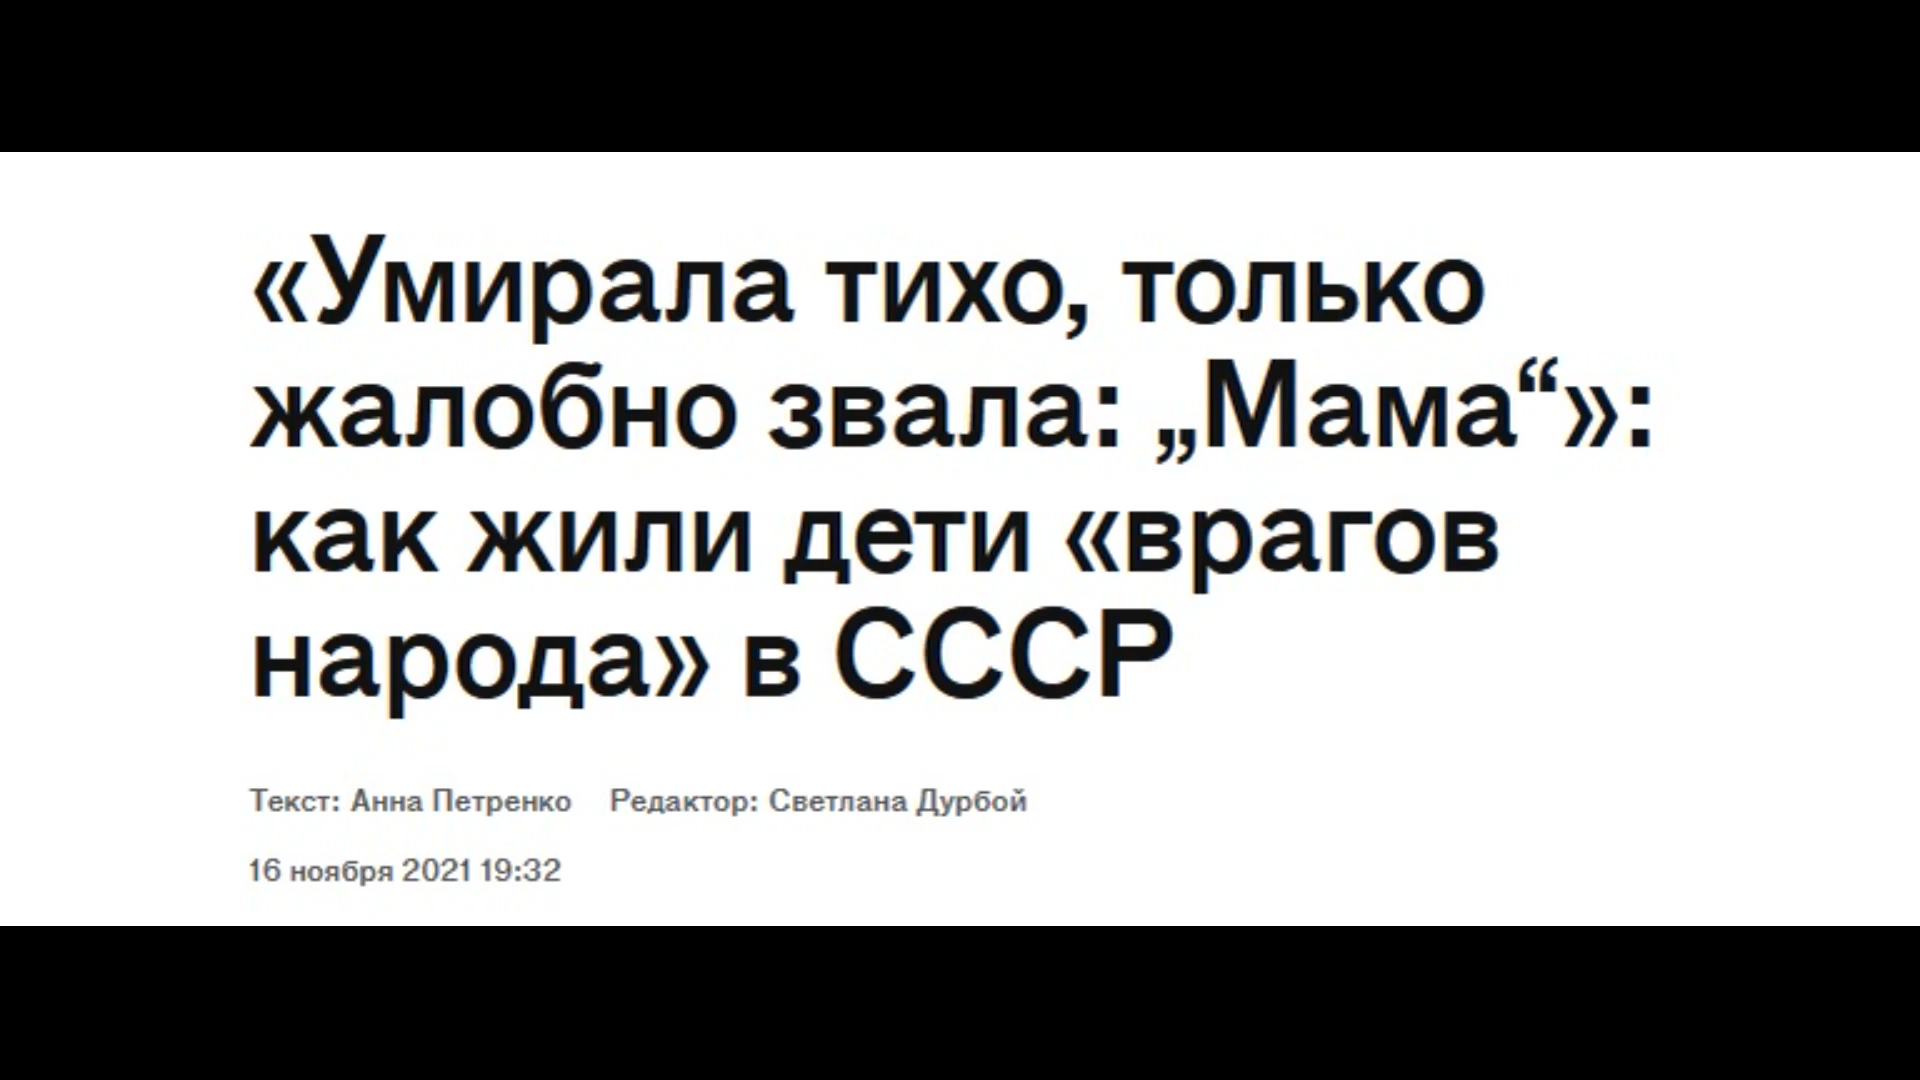 «Умирала тихо, только
жалобно звала: „Мама“»:
как жили дети «врагов
народа» в СССР
Текст: Анна Петренко Редактор: Светлана Дурбой
16 ноября 2021 19:32